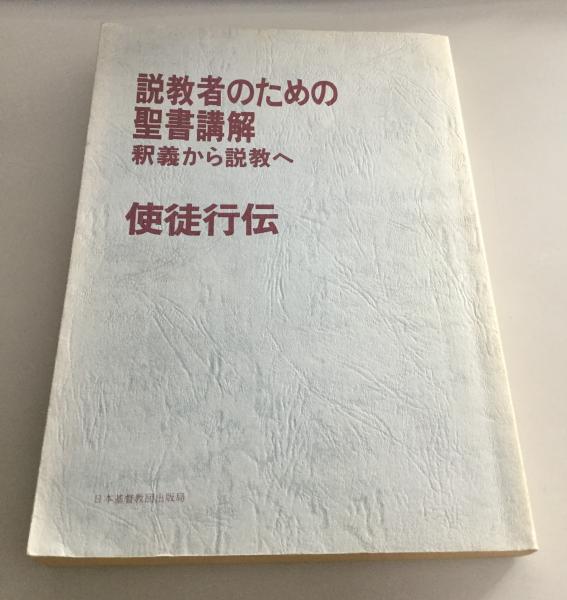 説教者のための
聖書講解
釈義から説教へ
使徒行伝
日本基督教団出版局